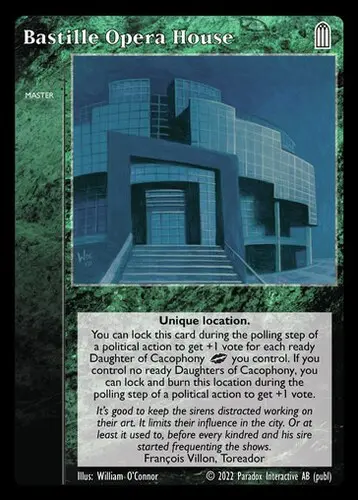 Bastille Opera House
MASTER
Unique location.
You can lock this card during the polling step of
a political action to get +1 vote for each ready
Daughter of Cacophony you control. If you
control no ready Daughters of Cacophony, you
can lock and burn this location during the
polling step of a political action to get +1 vote.
It's good to keep the sirens distracted working on
their art. It limits their influence in the city. Or at
least it used to, before every kindred and his sire
started frequenting the shows.
François Villon, Toreador
Illus: William O'Connor
© 2022 Paradox Interactive AB (publ)